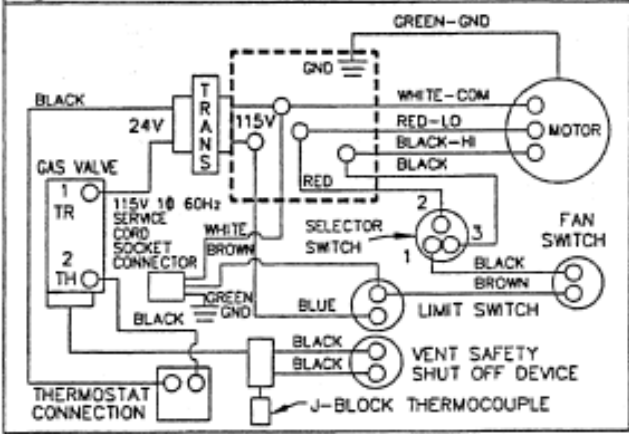 GREEN-GND
GND
BLACK
TRANS
WHITE-COM
24V
115V
RED-LO
MOTOR
BLACK-HI
GAS VALVE
BLACK
1
TR
RED
115V 1Ø 60Hz
SERVICE
CORD
SOCKET
CONNECTOR
2
3
FAN
SWITCH
WHITE
SELECTOR
SWITCH
BROWN
1
2
TH
BLACK
BROWN
GREEN
GND
BLACK
BLUE
LIMIT SWITCH
BLACK
BLACK
VENT SAFETY
SHUT OFF DEVICE
THERMOSTAT
CONNECTION
J-BLOCK THERMOCOUPLE